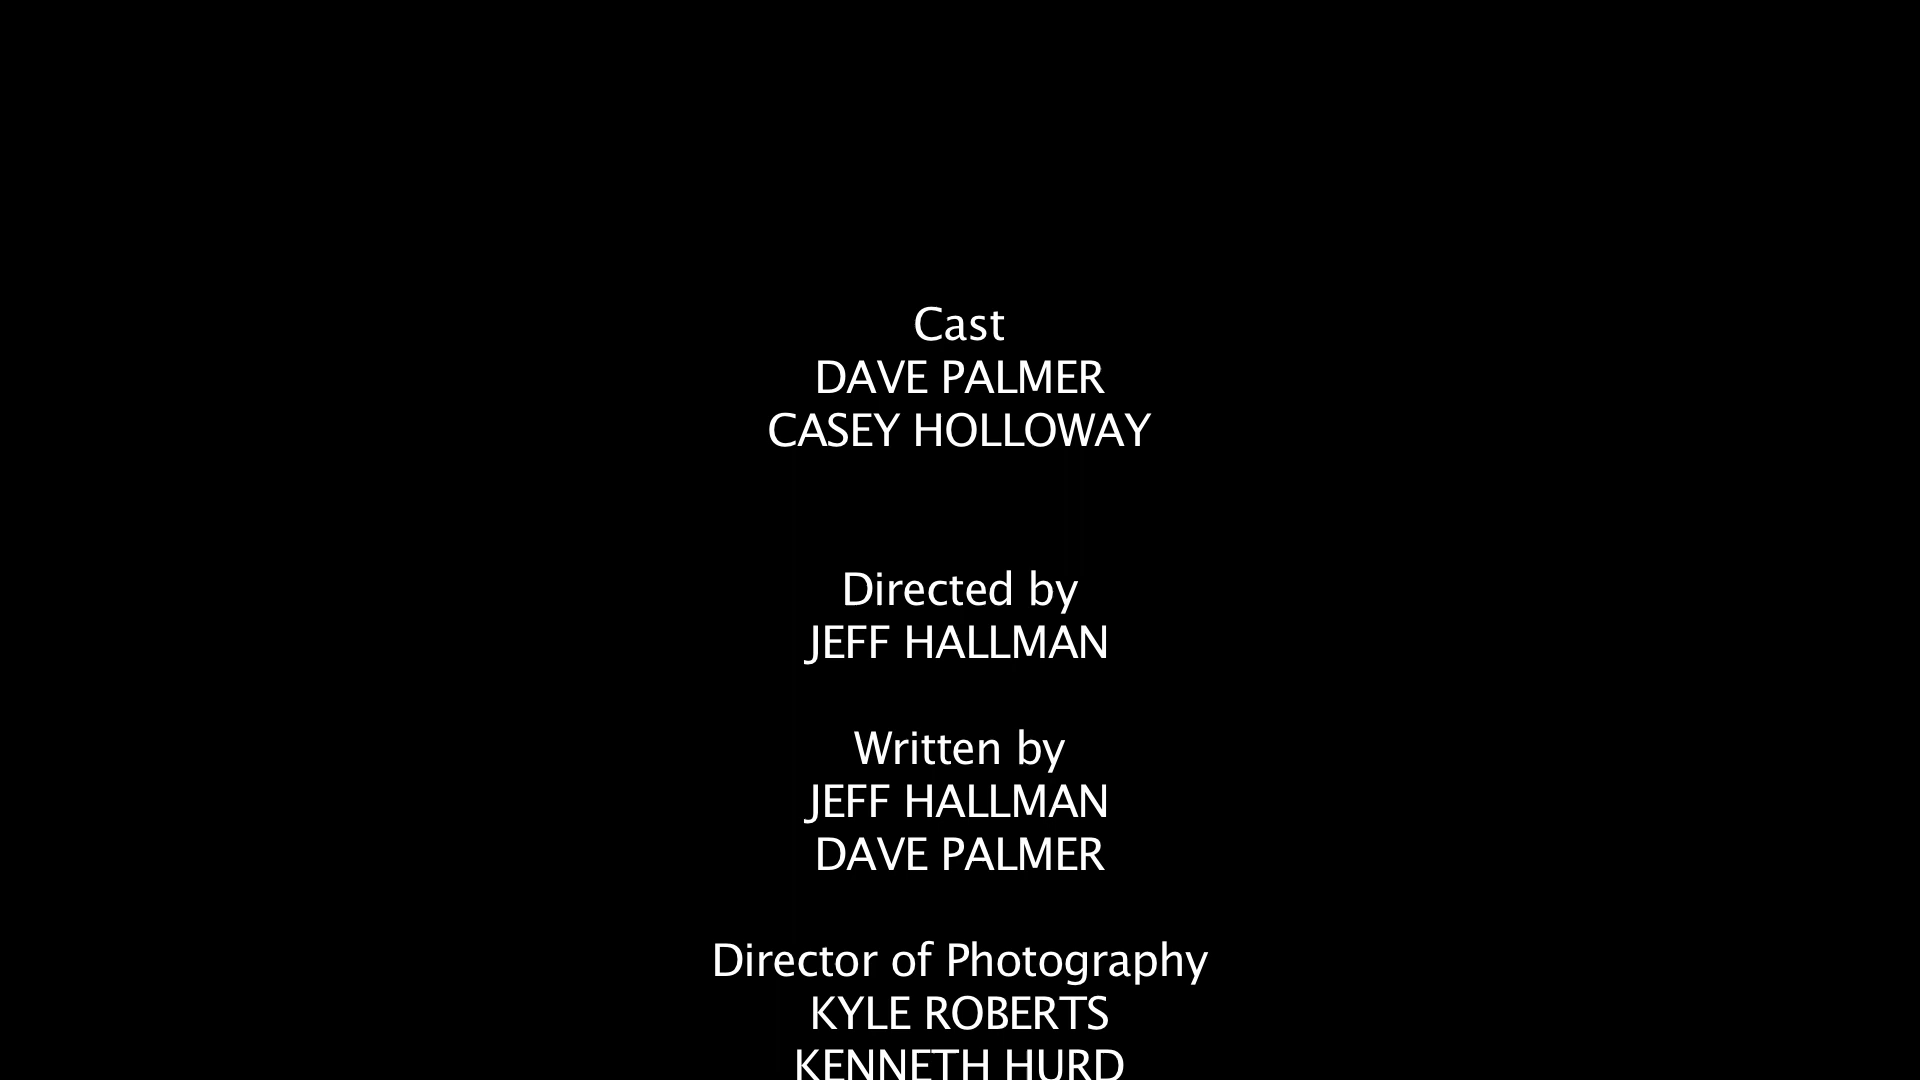 Cast
DAVE PALMER
CASEY HOLLOWAY
Directed by
JEFF HALLMAN
Written by
JEFF HALLMAN
DAVE PALMER
Director of Photography
KYLE ROBERTS
KENNETH HURD